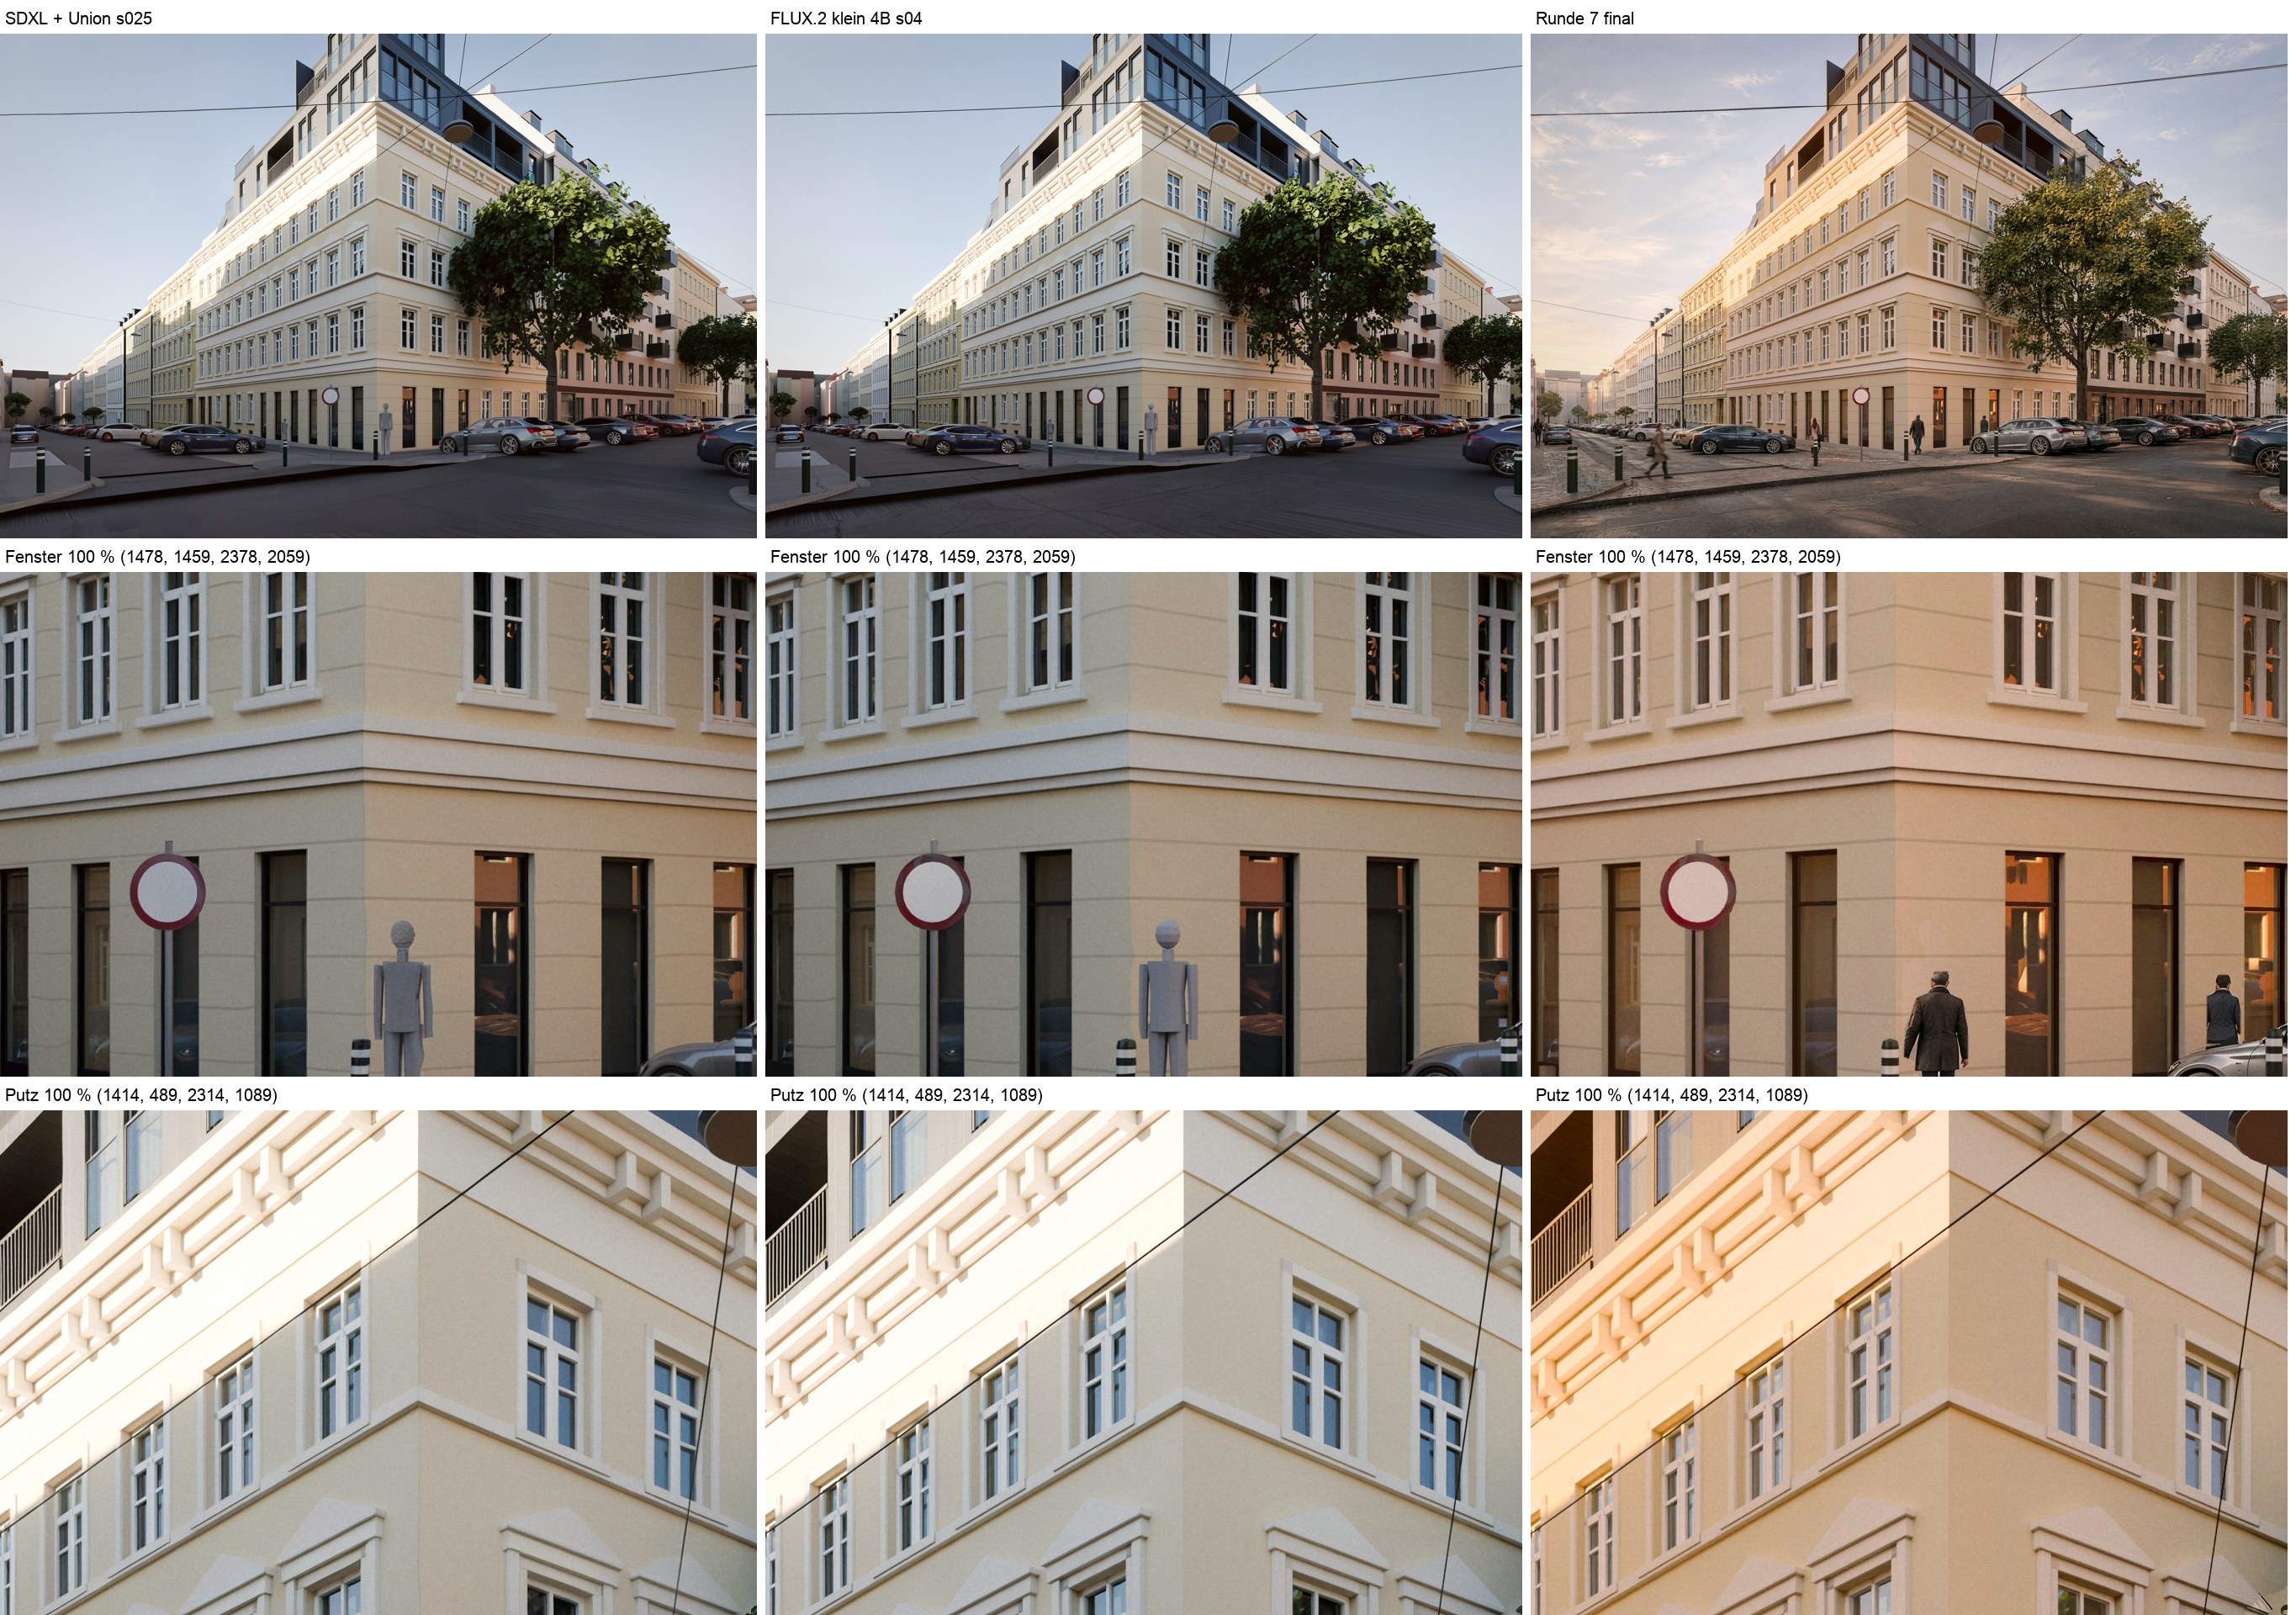 SDXL + Union s025
FLUX.2 klein 4B s04
Runde 7 final
Fenster 100 % (1478, 1459, 2378, 2059)
Fenster 100 % (1478, 1459, 2378, 2059)
Fenster 100 % (1478, 1459, 2378, 2059)
Putz 100 % (1414, 489, 2314, 1089)
Putz 100 % (1414, 489, 2314, 1089)
Putz 100 % (1414, 489, 2314, 1089)